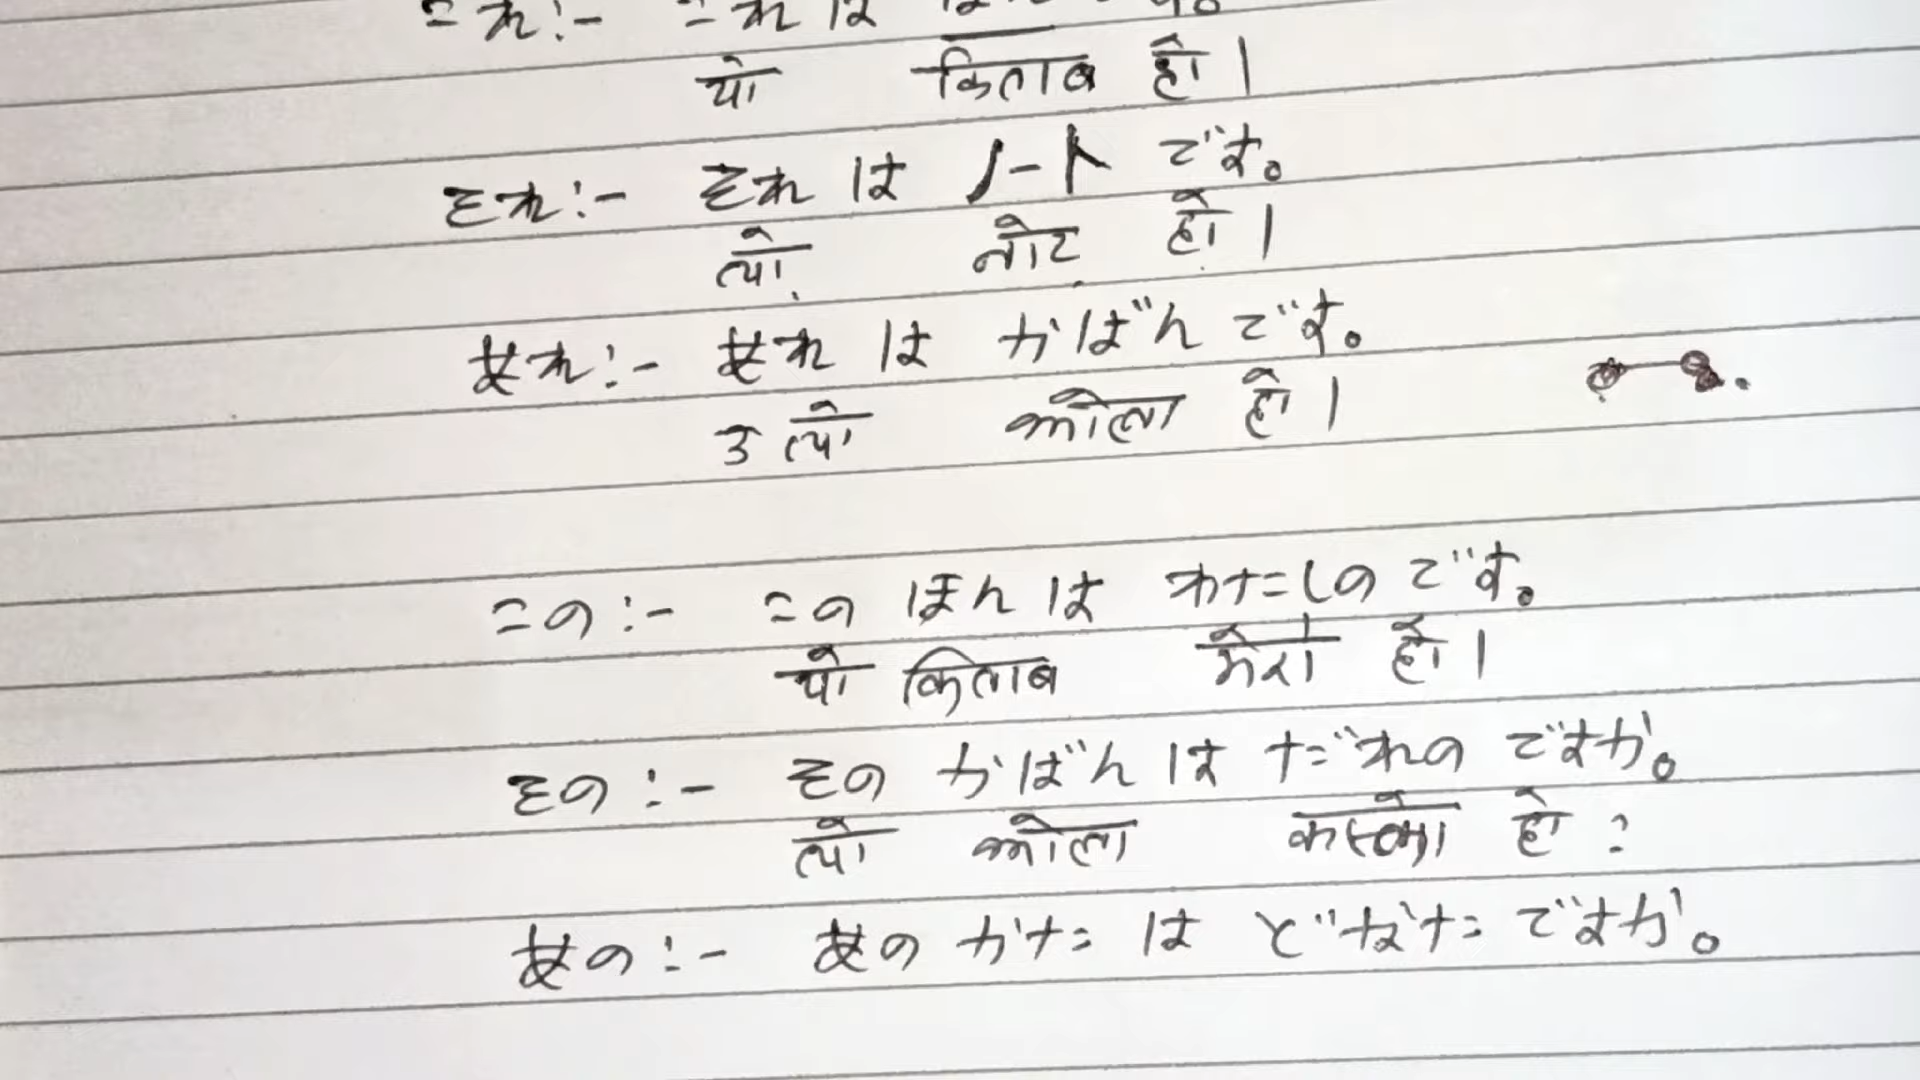 これ:- これ は ほん です。
यो किताब हो।
それ:- それ は ノート です。
त्यो नोट हो।
あれ:- あれ は かばん です。
उ त्यो झोला हो।
この:- この ほん は わたしの です。
यो किताब मेरो हो।
その:- その かばん は だれの ですか。
त्यो झोला कस्को हो ?
あの:- あの かた は どなた ですか。